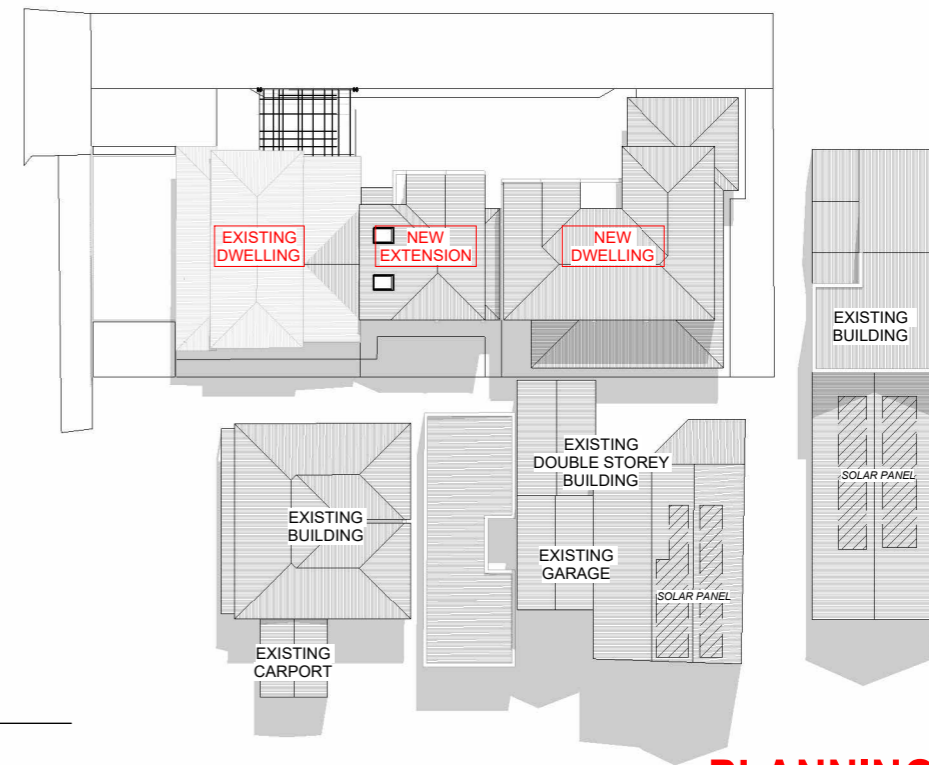 EXISTING
DWELLING
NEW
EXTENSION
NEW
DWELLING
EXISTING
BUILDING
SOLAR PANEL
EXISTING
DOUBLE STOREY
BUILDING
EXISTING
BUILDING
EXISTING
GARAGE
SOLAR PANEL
EXISTING
CARPORT
PLANNING